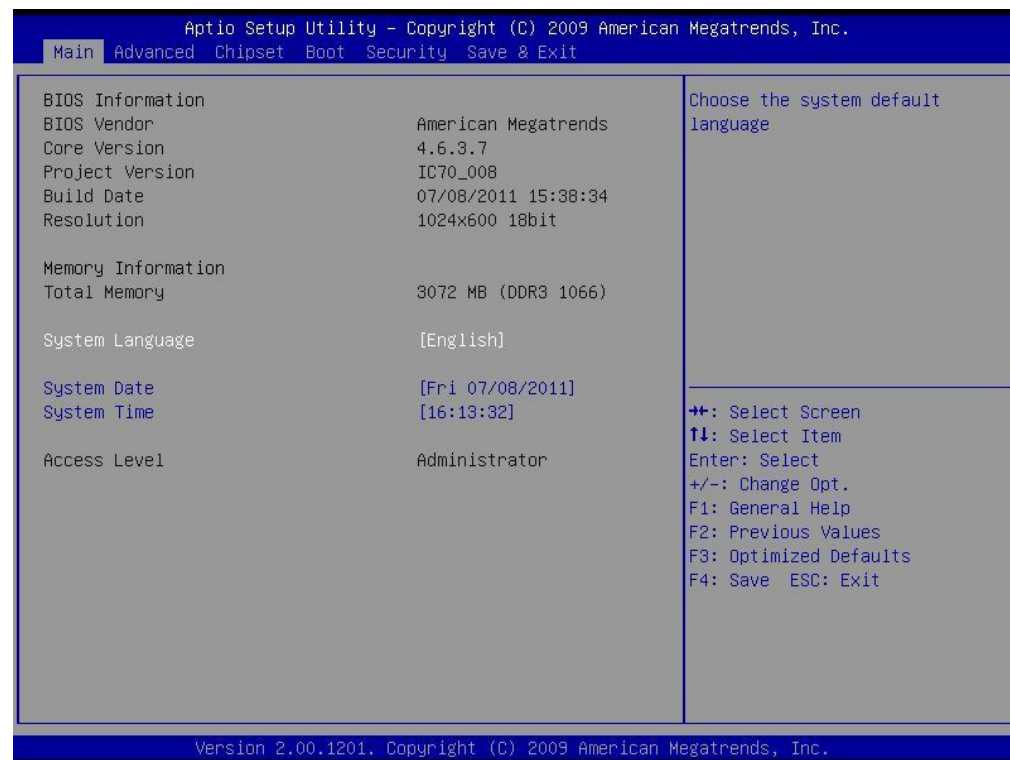 Aptio Setup Utility – Copyright (C) 2009 American Megatrends, Inc.
Main Advanced Chipset Boot Security Save & Exit
BIOS Information
BIOS Vendor American Megatrends
Core Version 4.6.3.7
Project Version IC70_008
Build Date 07/08/2011 15:38:34
Resolution 1024x600 18bit
Memory Information
Total Memory 3072 MB (DDR3 1066)
System Language [English]
System Date [Fri 07/08/2011]
System Time [16:13:32]
Access Level Administrator
Choose the system default
language
→←: Select Screen
↑↓: Select Item
Enter: Select
+/-: Change Opt.
F1: General Help
F2: Previous Values
F3: Optimized Defaults
F4: Save ESC: Exit
Version 2.00.1201. Copyright (C) 2009 American Megatrends, Inc.